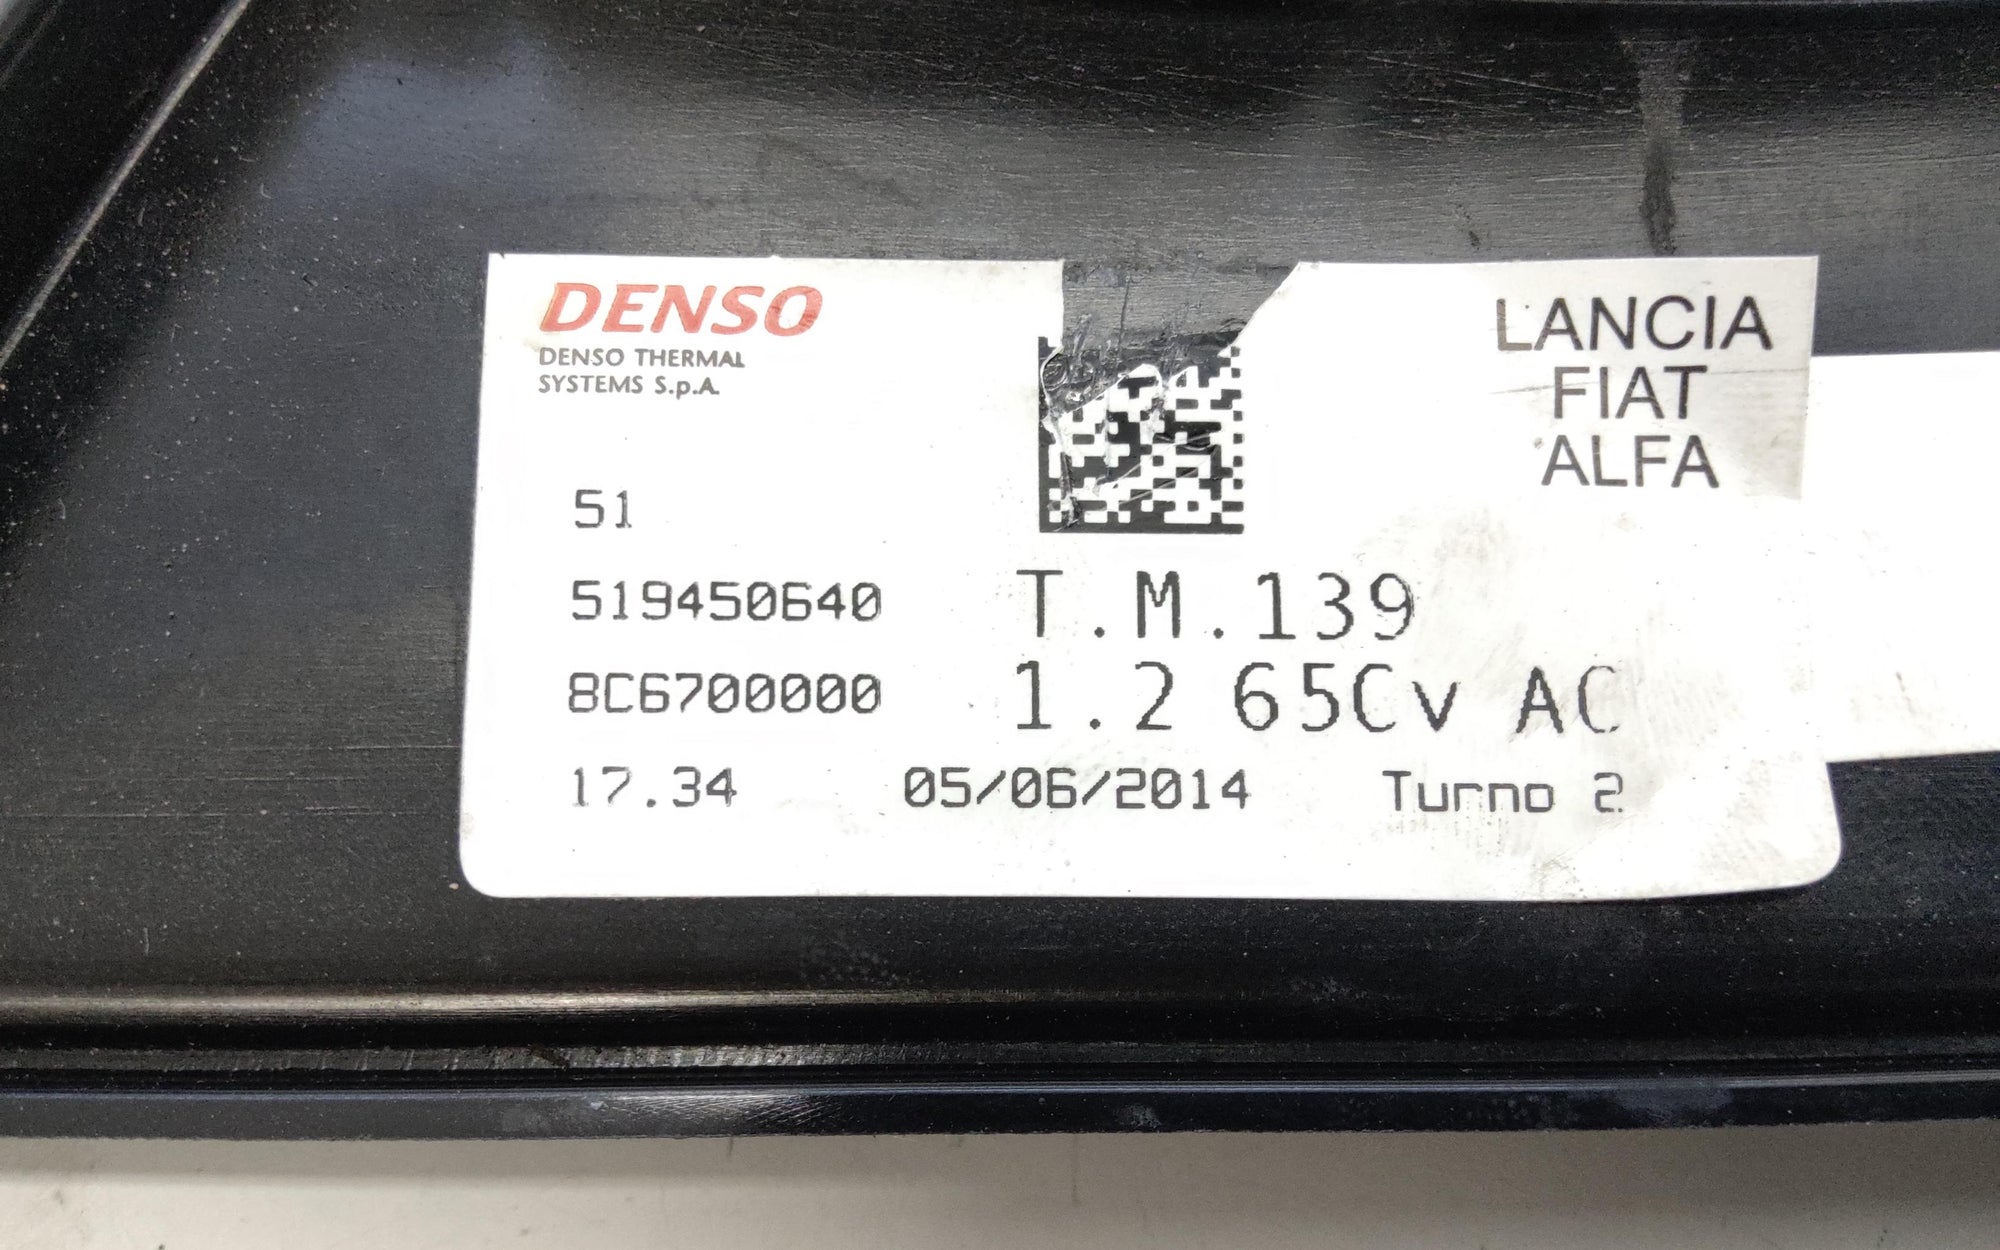 DENSO
DENSO THERMAL
SYSTEMS S.p.A.
LANCIA
FIAT
ALFA
51
519450640 T.M.139
8C6700000 1.2 65Cv AC
17.34 05/06/2014 Turno 2